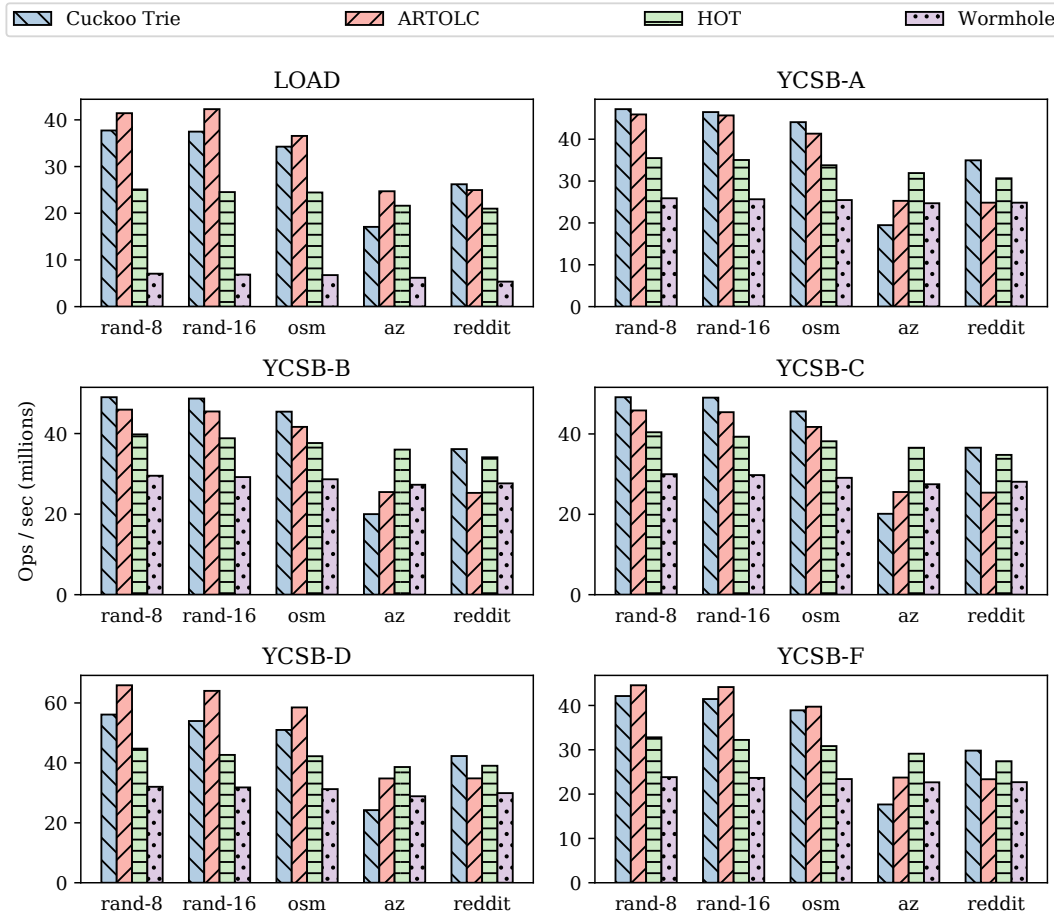 Cuckoo Trie ARTOLC HOT Wormhole
LOAD
40
30
20
10
0
rand-8 rand-16 osm az reddit
YCSB-A
40
30
20
10
0
rand-8 rand-16 osm az reddit
Ops / sec (millions)
YCSB-B
40
20
0
rand-8 rand-16 osm az reddit
YCSB-C
40
20
0
rand-8 rand-16 osm az reddit
YCSB-D
60
40
20
0
rand-8 rand-16 osm az reddit
YCSB-F
40
30
20
10
0
rand-8 rand-16 osm az reddit